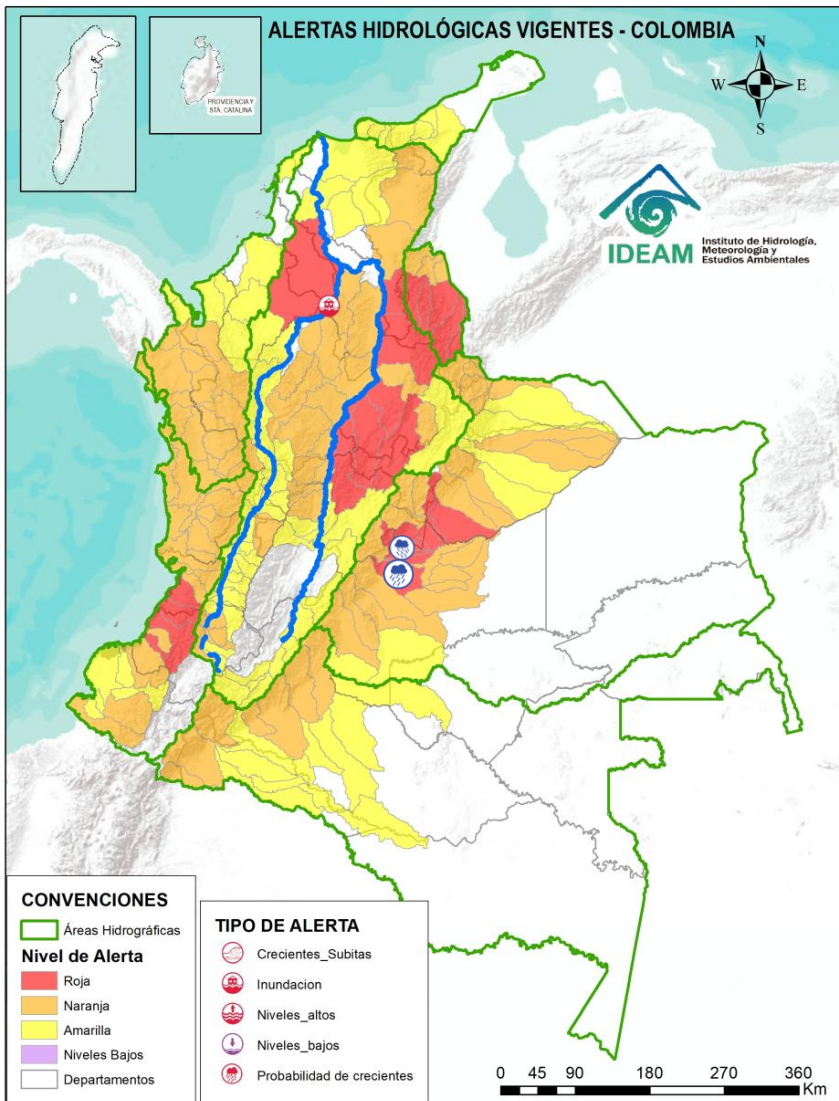 ALERTAS HIDROLÓGICAS VIGENTES - COLOMBIA
PROVIDENCIA Y
STA. CATALINA
N
W
E
S
IDEAM
Instituto de Hidrología,
Meteorología y
Estudios Ambientales
CONVENCIONES
Áreas Hidrográficas
Nivel de Alerta
Roja
Naranja
Amarilla
Niveles Bajos
Departamentos
TIPO DE ALERTA
Crecientes_Subitas
Inundacion
Niveles_altos
Niveles_bajos
Probabilidad de crecientes
0 45 90 180 270 360
Km